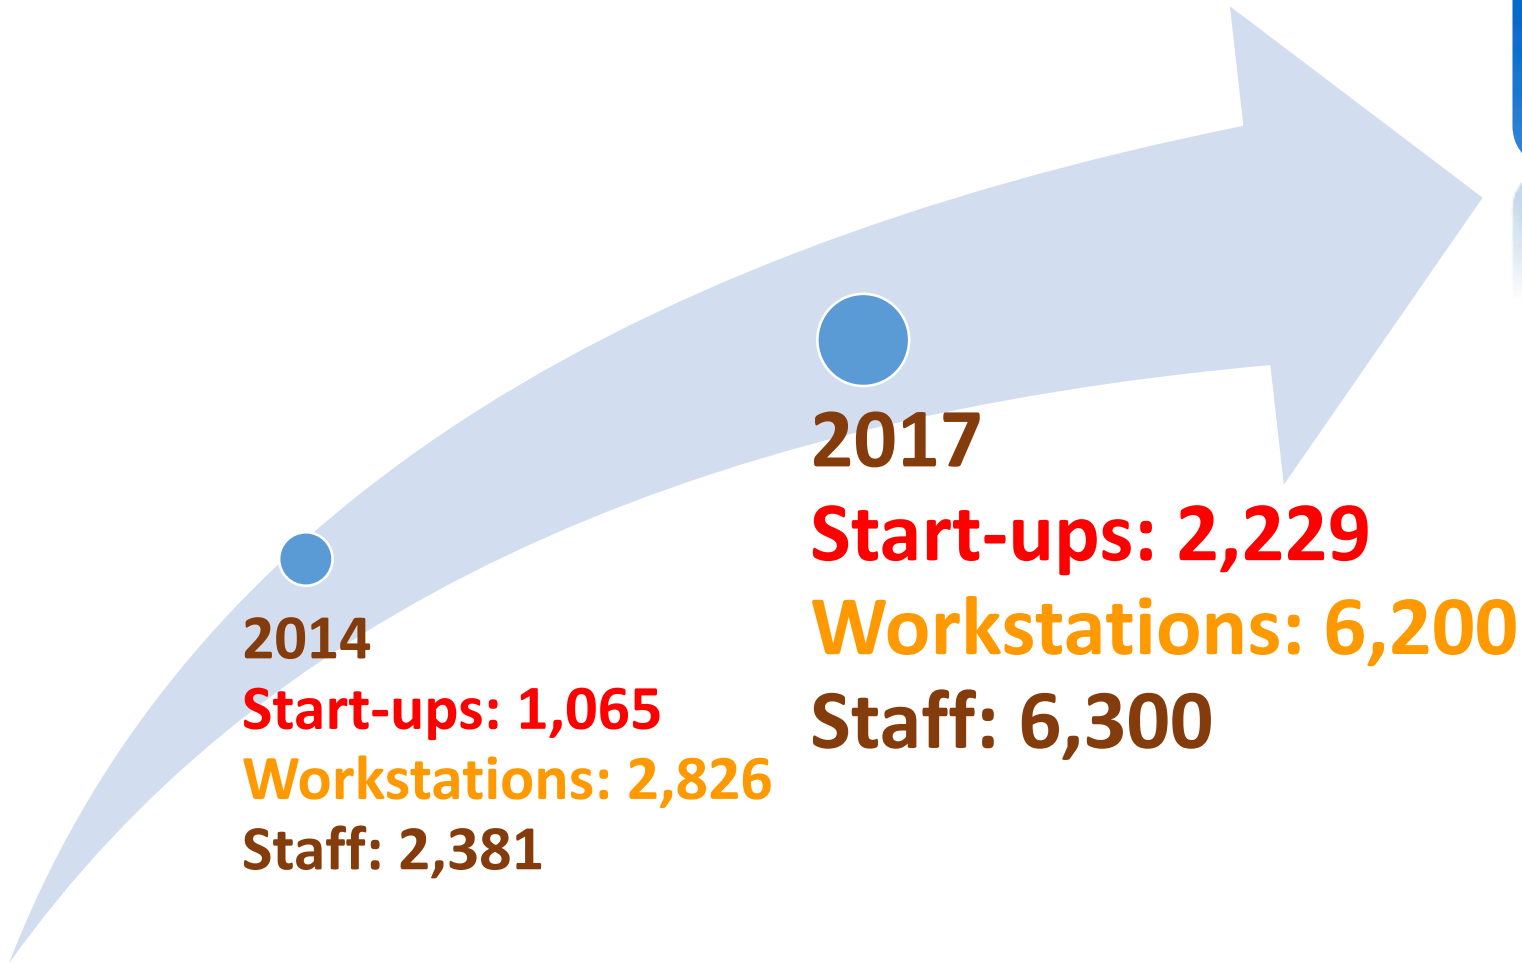 2014
Start-ups: 1,065
Workstations: 2,826
Staff: 2,381
2017
Start-ups: 2,229
Workstations: 6,200
Staff: 6,300